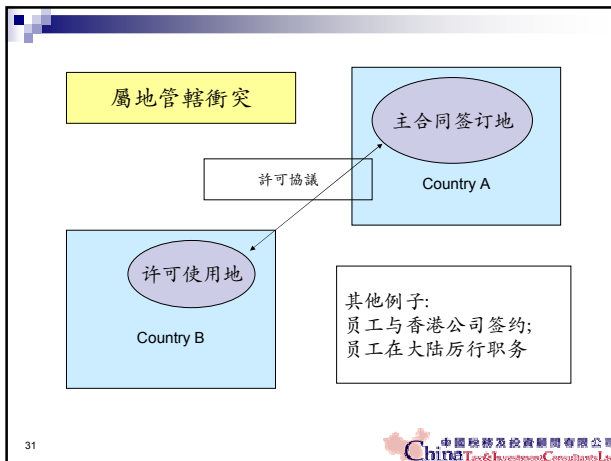 屬地管轄衝突
主合同签订地
許可協議
Country A
许可使用地
Country B
其他例子:
员工与香港公司签约;
员工在大陆厉行职务
31
中國稅務及投資顧問有限公司
China Tax & Investment Consultants Lt